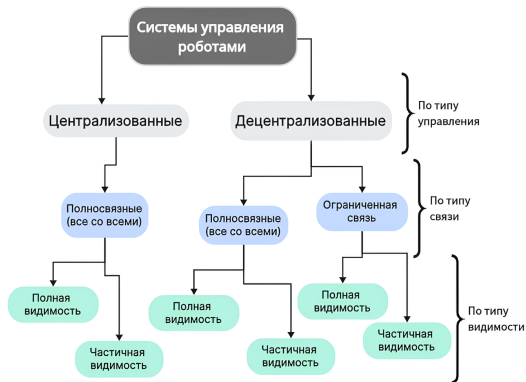 Системы управления
роботами
Централизованные
Децентрализованные
По типу
управления
Полносвязные
(все со всеми)
Полносвязные
(все со всеми)
Ограниченная
связь
По типу
связи
Полная
видимость
Частичная
видимость
Полная
видимость
Частичная
видимость
Полная
видимость
Частичная
видимость
По типу
видимости